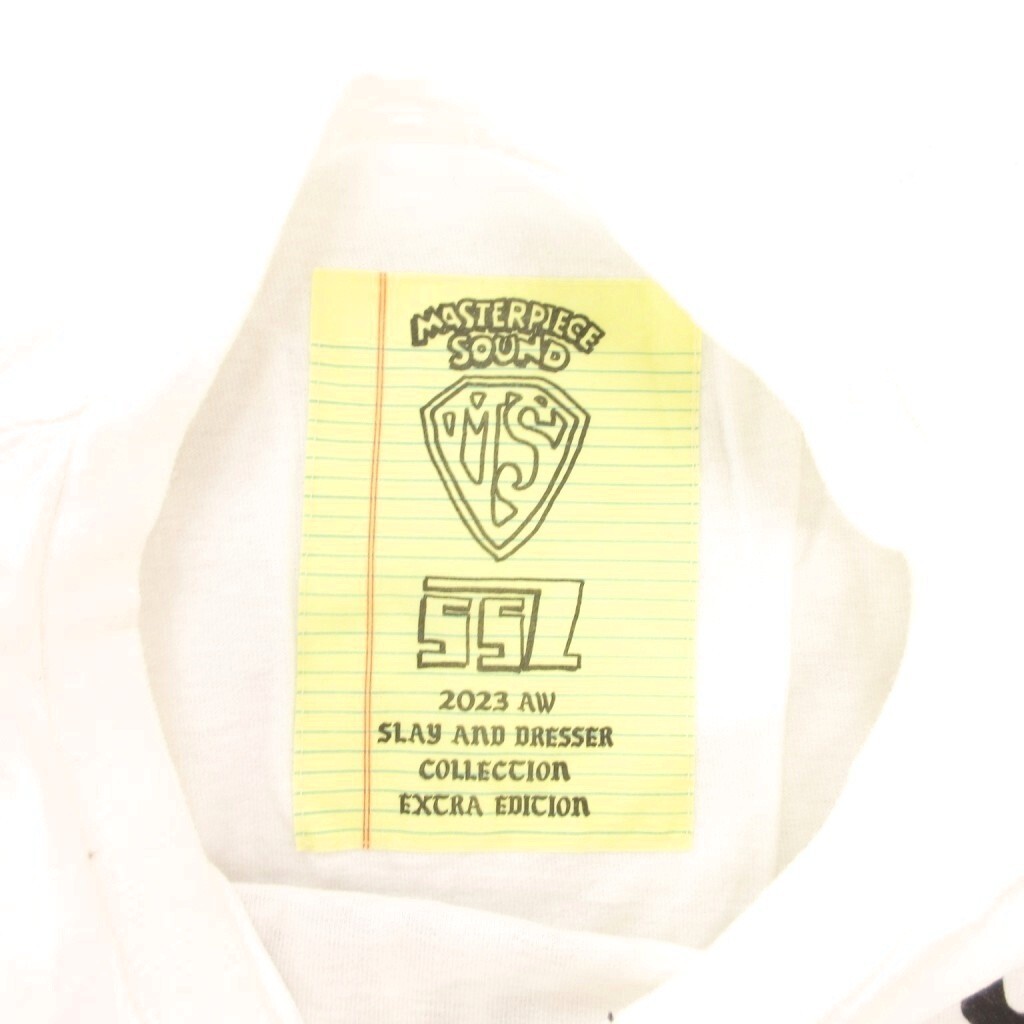 MASTERPIECE
SOUND
MS
SSZ
2023 AW
SLAY AND DRESSER
COLLECTION
EXTRA EDITION